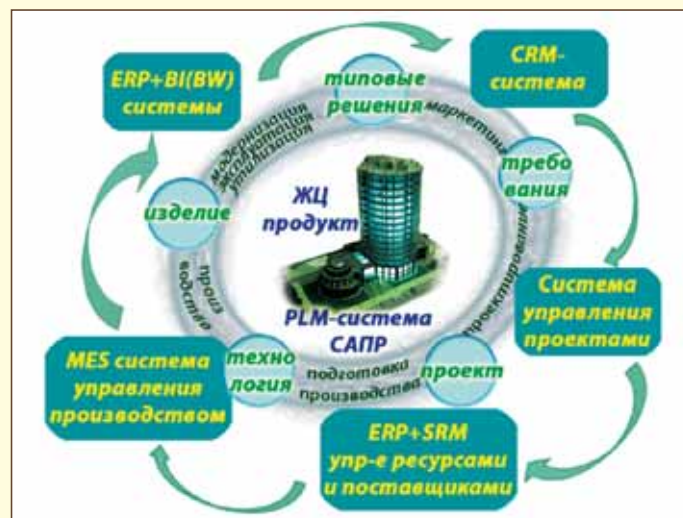 ERP+BI(BW)
системы
CRM-
система
типовые
решения
маркетинг
требо
вания
модернизация
эксплуатация
утилизация
ЖЦ
продукт
изделие
проектирование
Система
управления
проектами
PLM-система
САПР
произ
водство
MES система
управления
производством
техно
логия
подготовка
производства
проект
ERP+SRM
упр-е ресурсами
и поставщиками